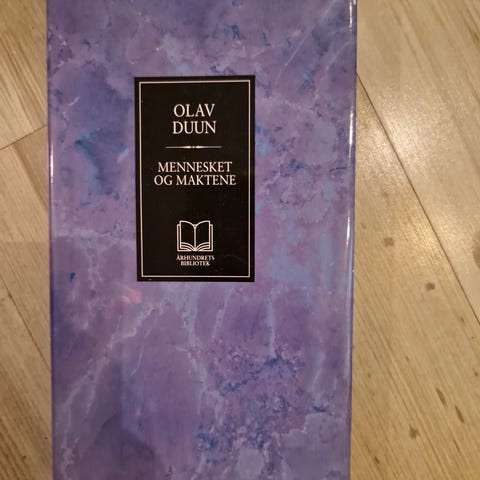 OLAV
DUUN
MENNESKET
OG MAKTENE
ÅRHUNDRETS
BIBLIOTEK